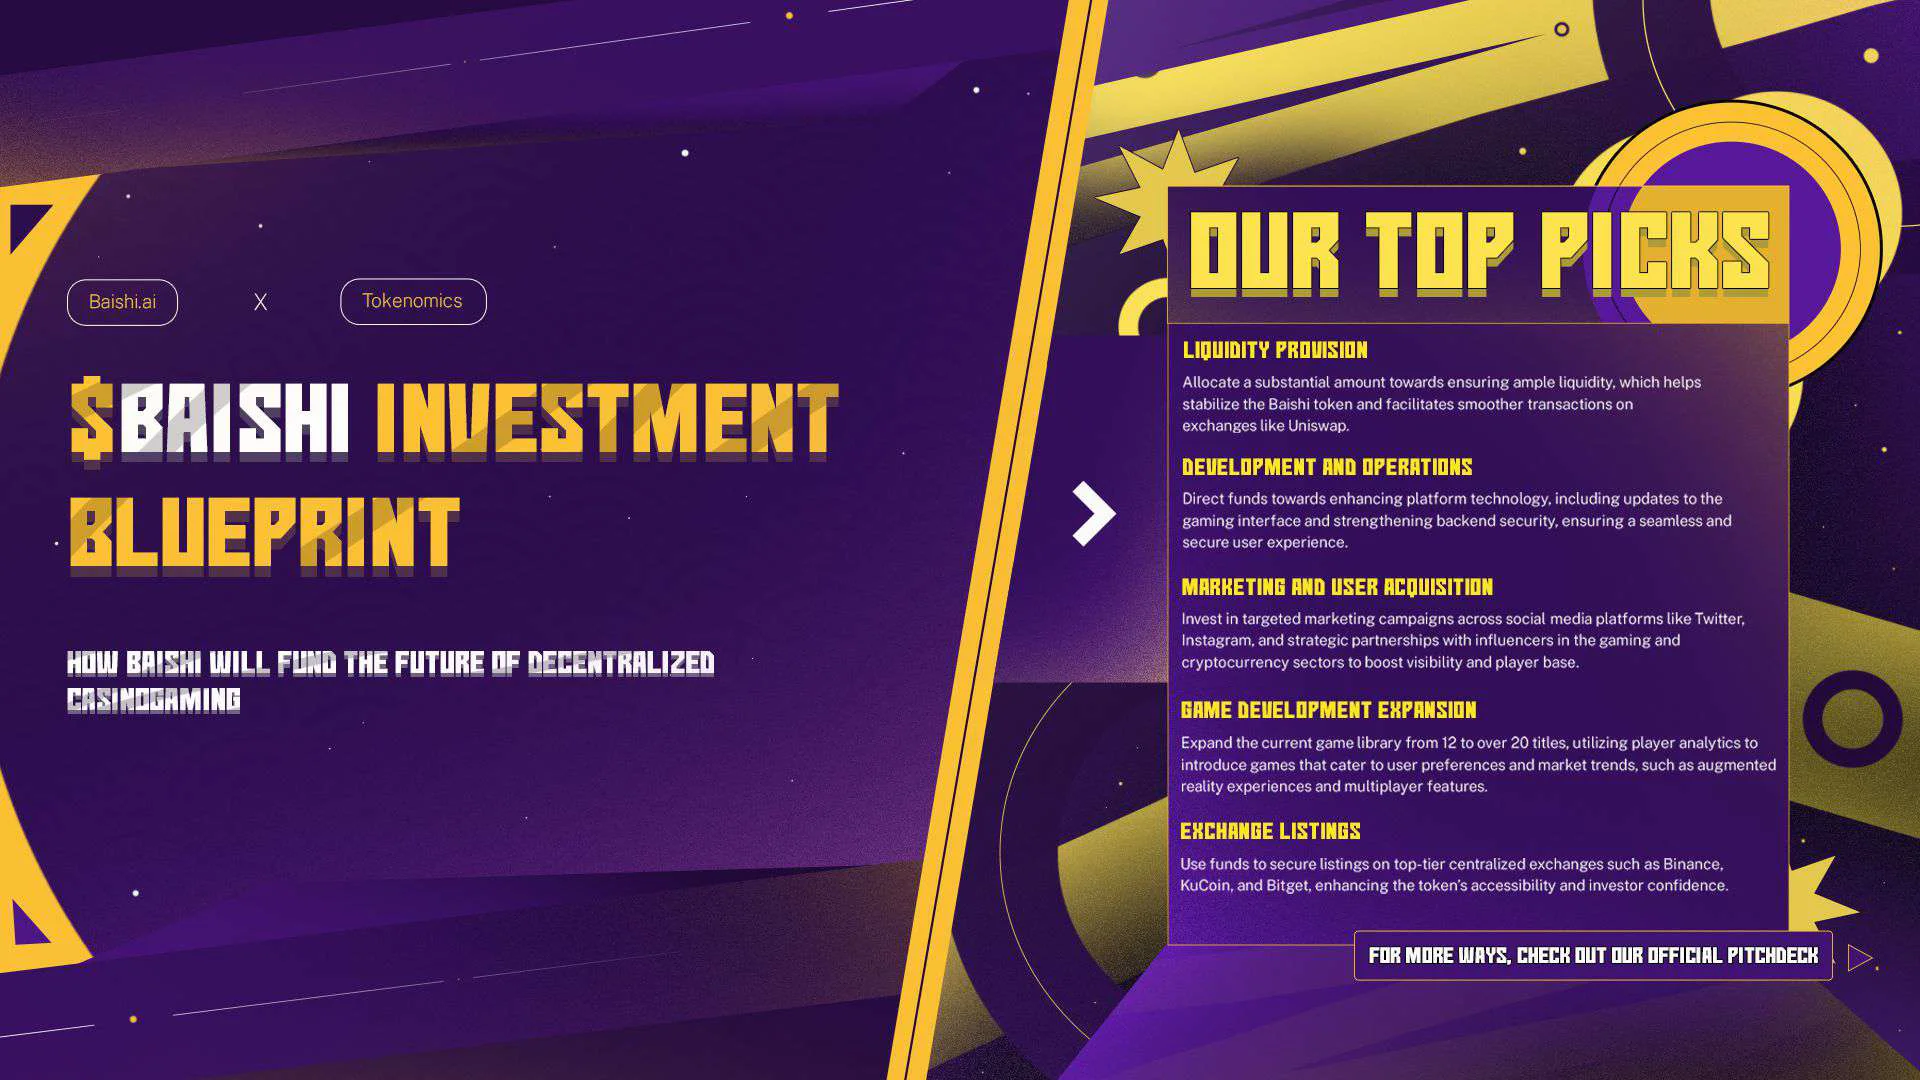 Baishi.ai X Tokenomics
$BAISHI INVESTMENT
BLUEPRINT
HOW BAISHI WILL FUND THE FUTURE OF DECENTRALIZED
CASINOGAMING
OUR TOP PICKS
LIQUIDITY PROVISION
Allocate a substantial amount towards ensuring ample liquidity, which helps
stabilize the Baishi token and facilitates smoother transactions on
exchanges like Uniswap.
DEVELOPMENT AND OPERATIONS
Direct funds towards enhancing platform technology, including updates to the
gaming interface and strengthening backend security, ensuring a seamless and
secure user experience.
MARKETING AND USER ACQUISITION
Invest in targeted marketing campaigns across social media platforms like Twitter,
Instagram, and strategic partnerships with influencers in the gaming and
cryptocurrency sectors to boost visibility and player base.
GAME DEVELOPMENT EXPANSION
Expand the current game library from 12 to over 20 titles, utilizing player analytics to
introduce games that cater to user preferences and market trends, such as augmented
reality experiences and multiplayer features.
EXCHANGE LISTINGS
Use funds to secure listings on top-tier centralized exchanges such as Binance,
KuCoin, and Bitget, enhancing the token's accessibility and investor confidence.
FOR MORE WAYS, CHECK OUT OUR OFFICIAL PITCHDECK